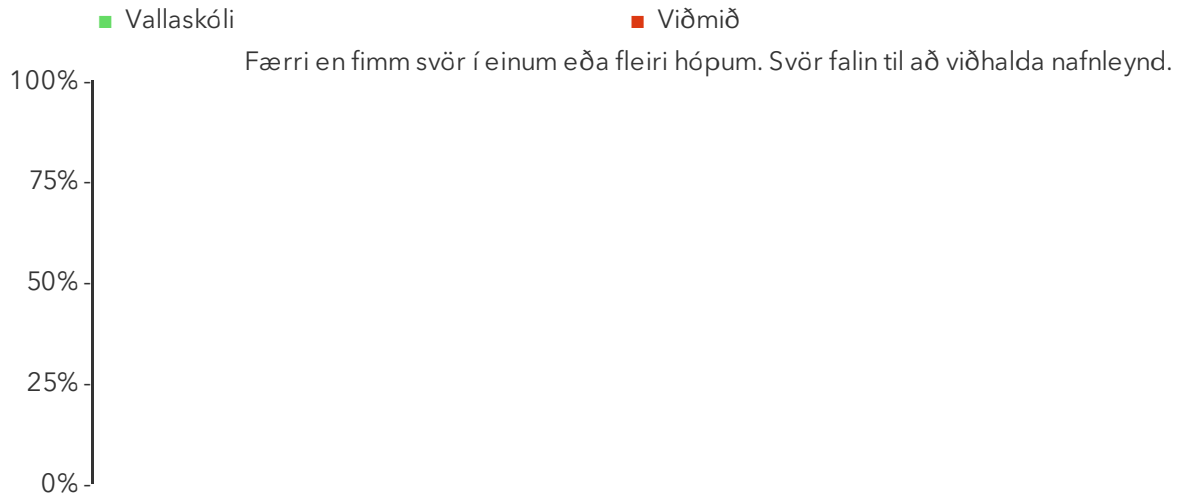 Vallaskóli Viðmið
Færri en fimm svör í einum eða fleiri hópum. Svör falin til að viðhalda nafnleynd.
100%
75%
50%
25%
0%